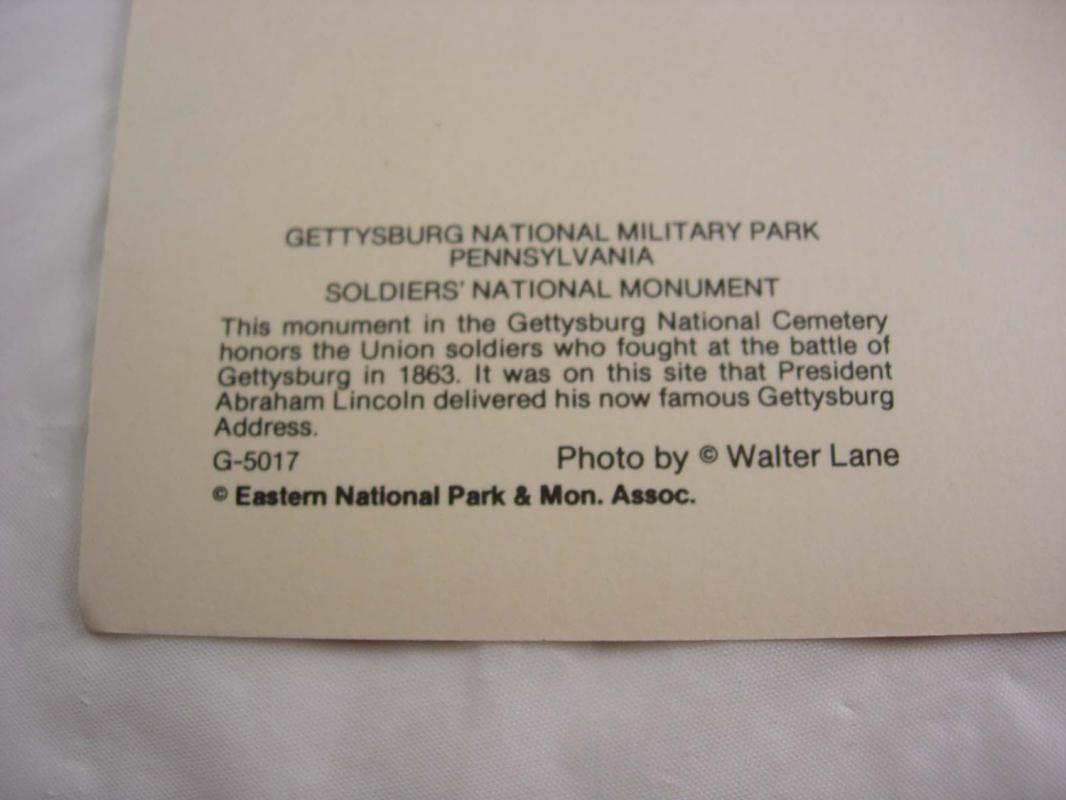 GETTYSBURG NATIONAL MILITARY PARK
PENNSYLVANIA
SOLDIERS' NATIONAL MONUMENT
This monument in the Gettysburg National Cemetery
honors the Union soldiers who fought at the battle of
Gettysburg in 1863. It was on this site that President
Abraham Lincoln delivered his now famous Gettysburg
Address.
G-5017 Photo by © Walter Lane
© Eastern National Park & Mon. Assoc.